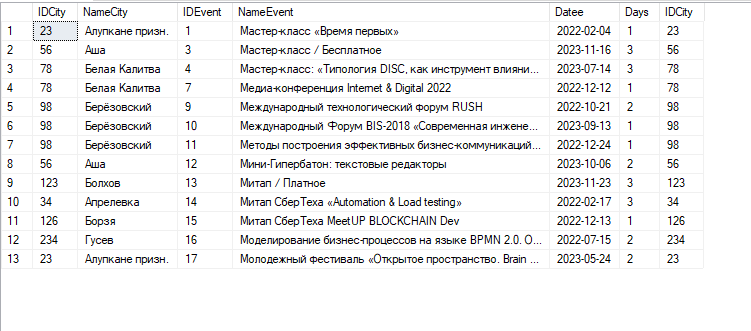 IDCity NameCity IDEvent NameEvent Datee Days IDCity
1 23 Алупкане призн. 1 Мастер-класс «Время первых» 2022-02-04 1 23
2 56 Аша 3 Мастер-класс / Бесплатное 2023-11-16 3 56
3 78 Белая Калитва 4 Мастер-класс: «Типология DISC, как инструмент влияни... 2023-07-14 3 78
4 78 Белая Калитва 7 Медиа-конференция Internet & Digital 2022 2022-12-12 1 78
5 98 Берёзовский 9 Международный технологический форум RUSH 2022-10-21 2 98
6 98 Берёзовский 10 Международный Форум BIS-2018 «Современная инжене... 2023-09-13 1 98
7 98 Берёзовский 11 Методы построения эффективных бизнес-коммуникаций... 2022-12-24 1 98
8 56 Аша 12 Мини-Гипербатон: текстовые редакторы 2023-10-06 2 56
9 123 Болхов 13 Митап / Платное 2023-11-23 3 123
10 34 Апрелевка 14 Митап СберТеха «Automation & Load testing» 2022-02-17 3 34
11 126 Борзя 15 Митап СберТеха MeetUP BLOCKCHAIN Dev 2022-12-13 1 126
12 234 Гусев 16 Моделирование бизнес-процессов на языке BPMN 2.0. О... 2022-07-15 2 234
13 23 Алупкане призн. 17 Молодежный фестиваль «Открытое пространство. Brain ... 2023-05-24 2 23